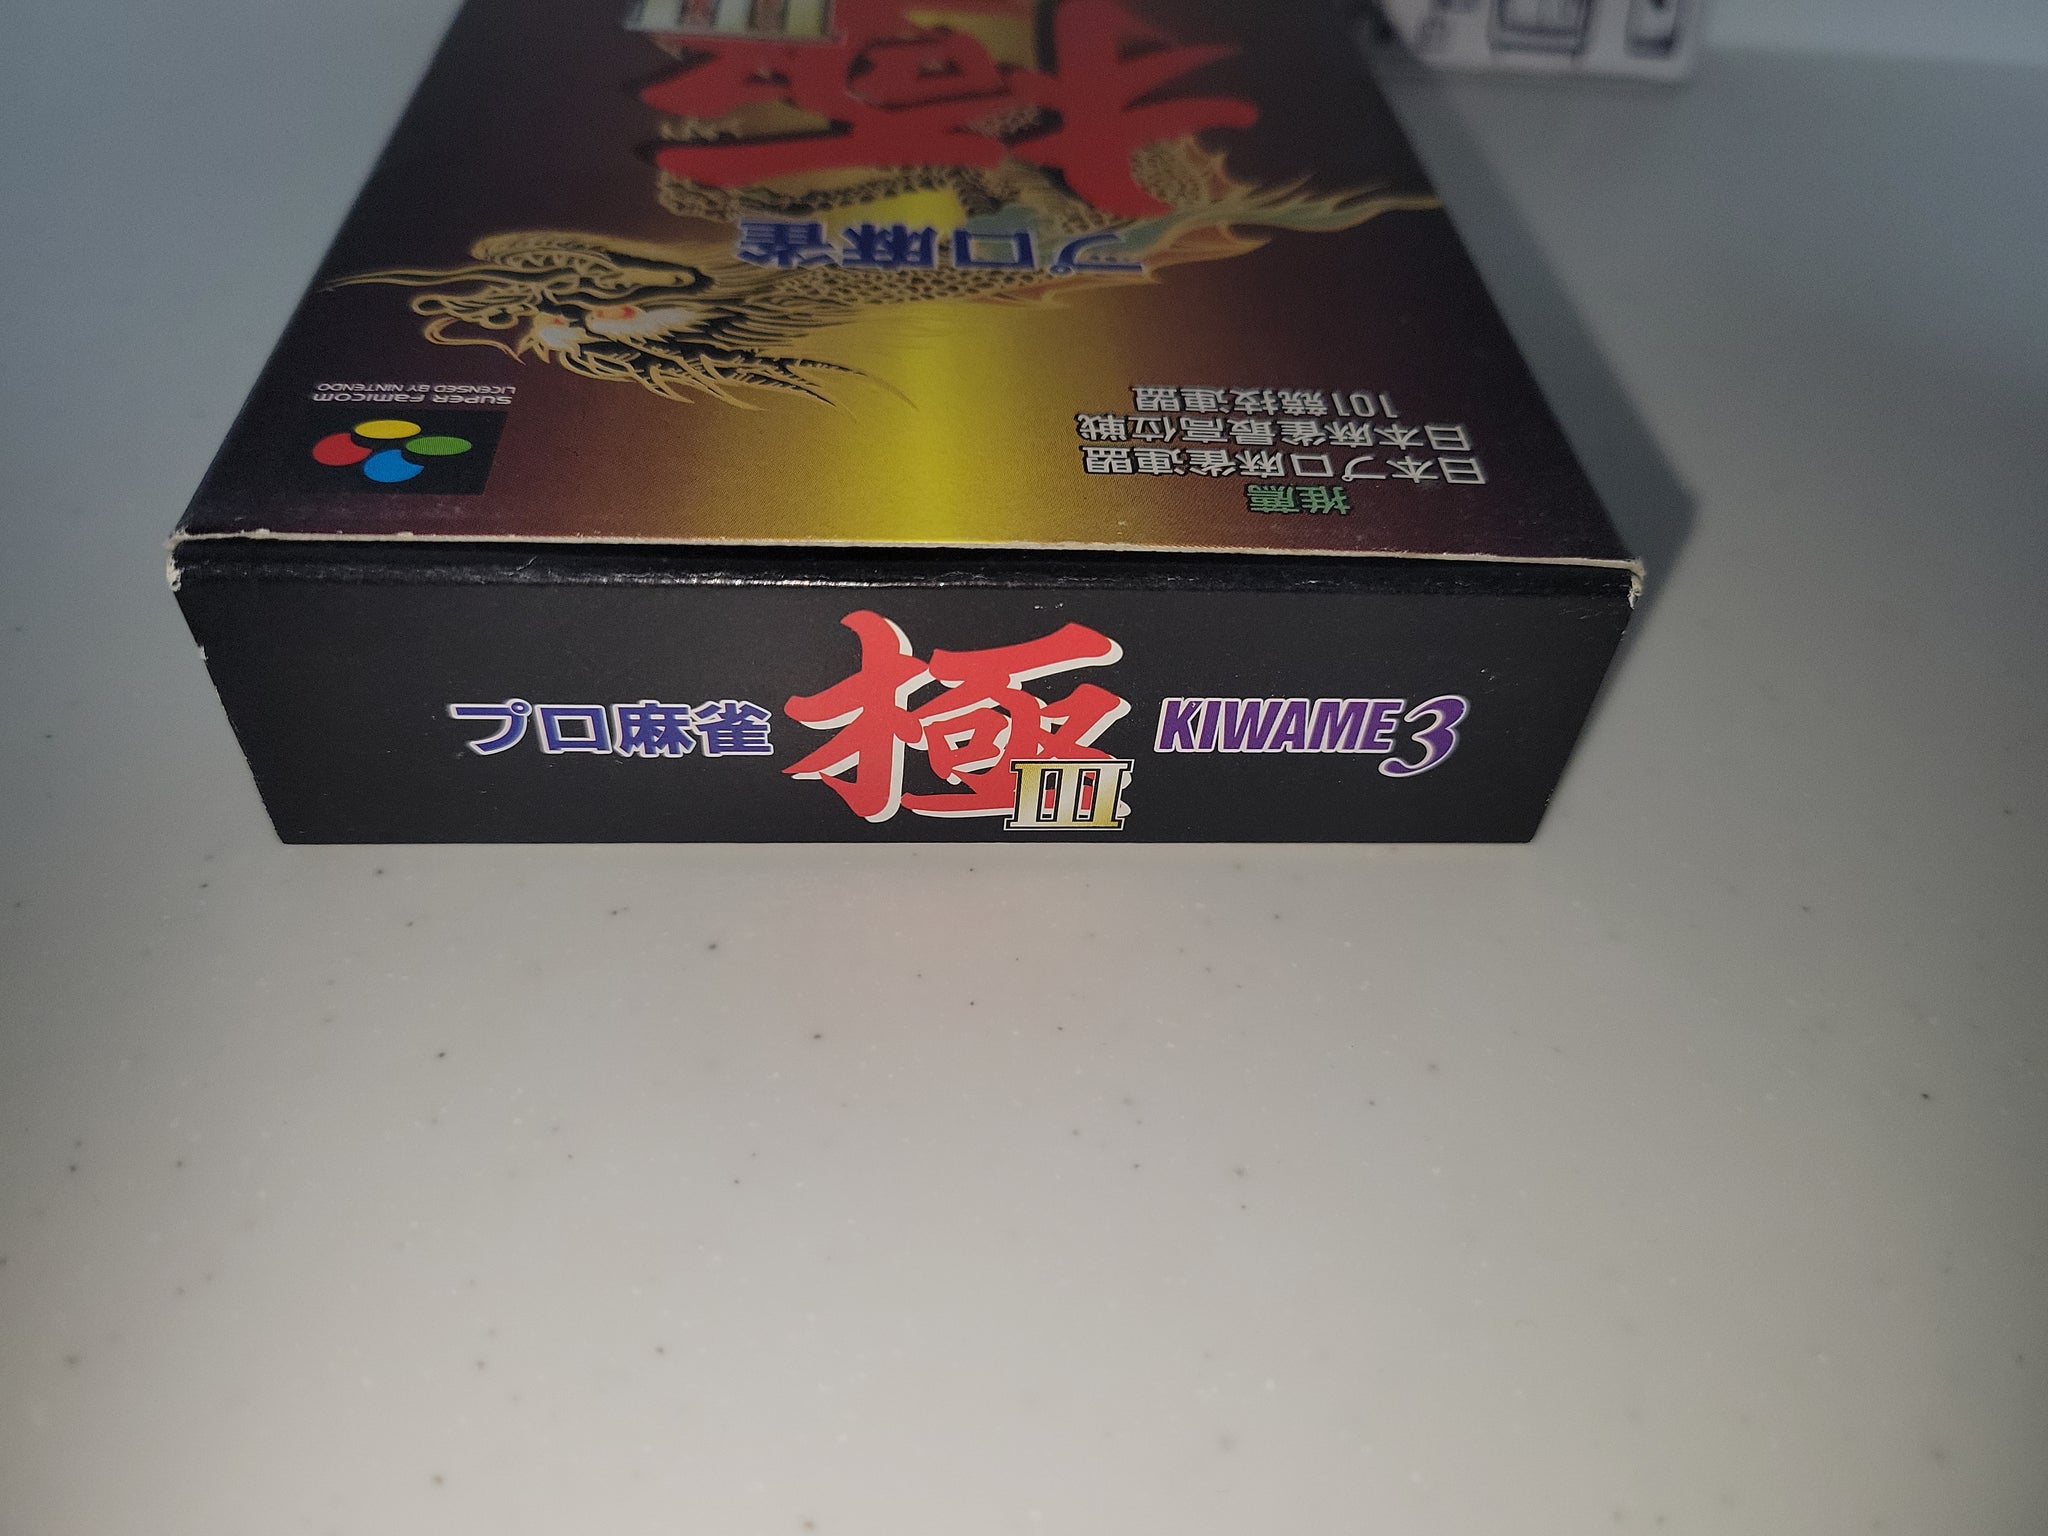 極
III
プロ麻雀
SUPER FAMICOM
LICENSED BY NINTENDO
推薦
日本プロ麻雀連盟
日本麻雀最高位戦
101競技連盟
プロ麻雀 極 III KIWAME 3